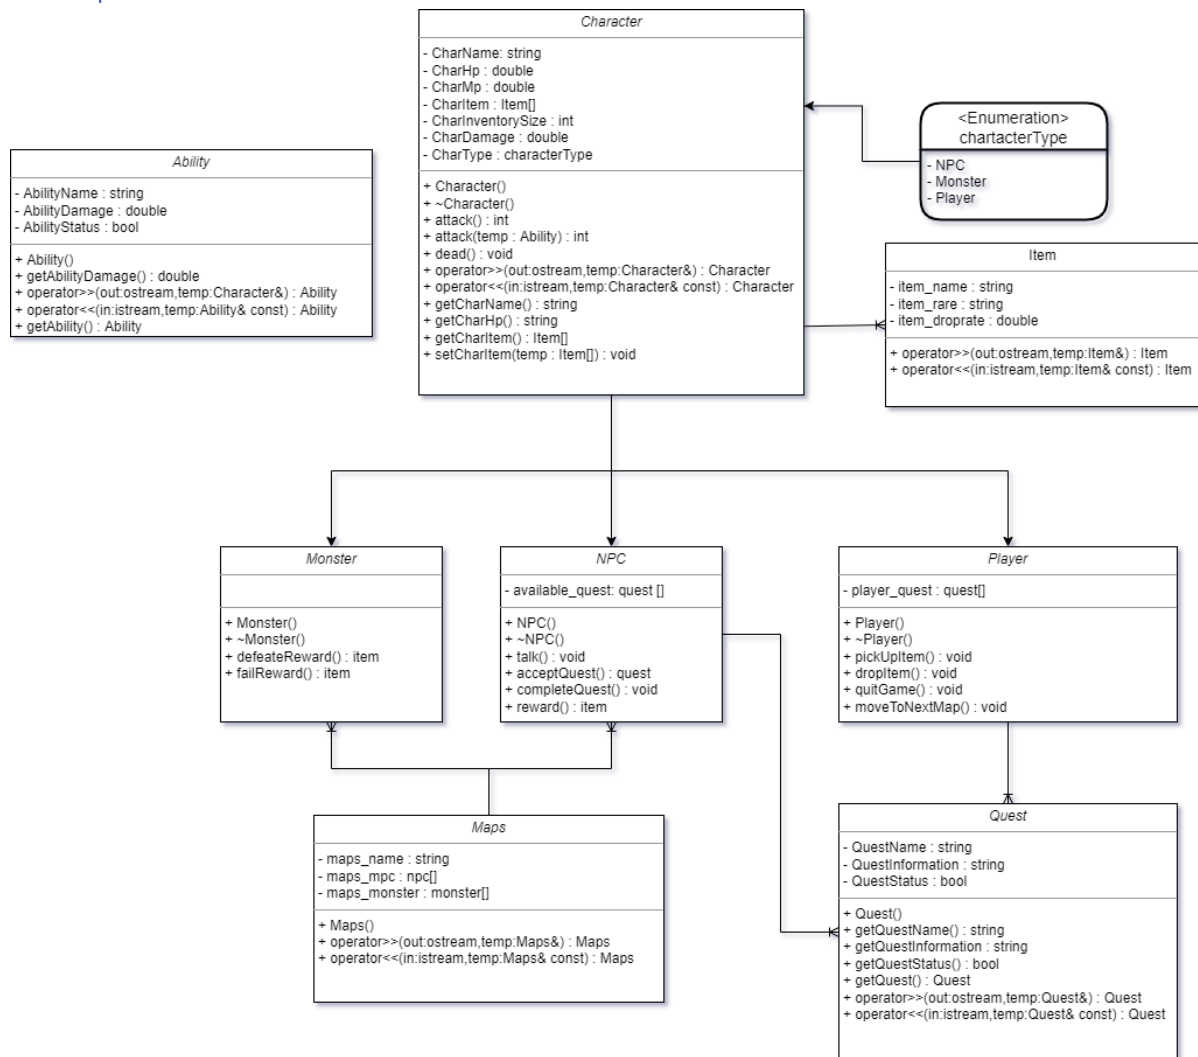 Character
- CharName: string
- CharHp : double
- CharMp : double
- CharItem : Item[]
- CharInventorySize : int
- CharDamage : double
- CharType : characterType
+ Character()
+ ~Character()
+ attack() : int
+ attack(temp : Ability) : int
+ dead() : void
+ operator>>(out:ostream,temp:Character&) : Character
+ operator<<(in:istream,temp:Character& const) : Character
+ getCharName() : string
+ getCharHp() : string
+ getCharItem() : Item[]
+ setCharItem(temp : Item[]) : void
<Enumeration>
chartacterType
- NPC
- Monster
- Player
Ability
- AbilityName : string
- AbilityDamage : double
- AbilityStatus : bool
+ Ability()
+ getAbilityDamage() : double
+ operator>>(out:ostream,temp:Character&) : Ability
+ operator<<(in:istream,temp:Ability& const) : Ability
+ getAbility() : Ability
Item
- item_name : string
- item_rare : string
- item_droprate : double
+ operator>>(out:ostream,temp:Item&) : Item
+ operator<<(in:istream,temp:Item& const) : Item
Monster
+ Monster()
+ ~Monster()
+ defeateReward() : item
+ failReward() : item
NPC
- available_quest: quest []
+ NPC()
+ ~NPC()
+ talk() : void
+ acceptQuest() : quest
+ completeQuest() : void
+ reward() : item
Player
- player_quest : quest[]
+ Player()
+ ~Player()
+ pickUpItem() : void
+ dropItem() : void
+ quitGame() : void
+ moveToNextMap() : void
Maps
- maps_name : string
- maps_mpc : npc[]
- maps_monster : monster[]
+ Maps()
+ operator>>(out:ostream,temp:Maps&) : Maps
+ operator<<(in:istream,temp:Maps& const) : Maps
Quest
- QuestName : string
- QuestInformation : string
- QuestStatus : bool
+ Quest()
+ getQuestName() : string
+ getQuestInformation : string
+ getQuestStatus() : bool
+ getQuest() : Quest
+ operator>>(out:ostream,temp:Quest&) : Quest
+ operator<<(in:istream,temp:Quest& const) : Quest